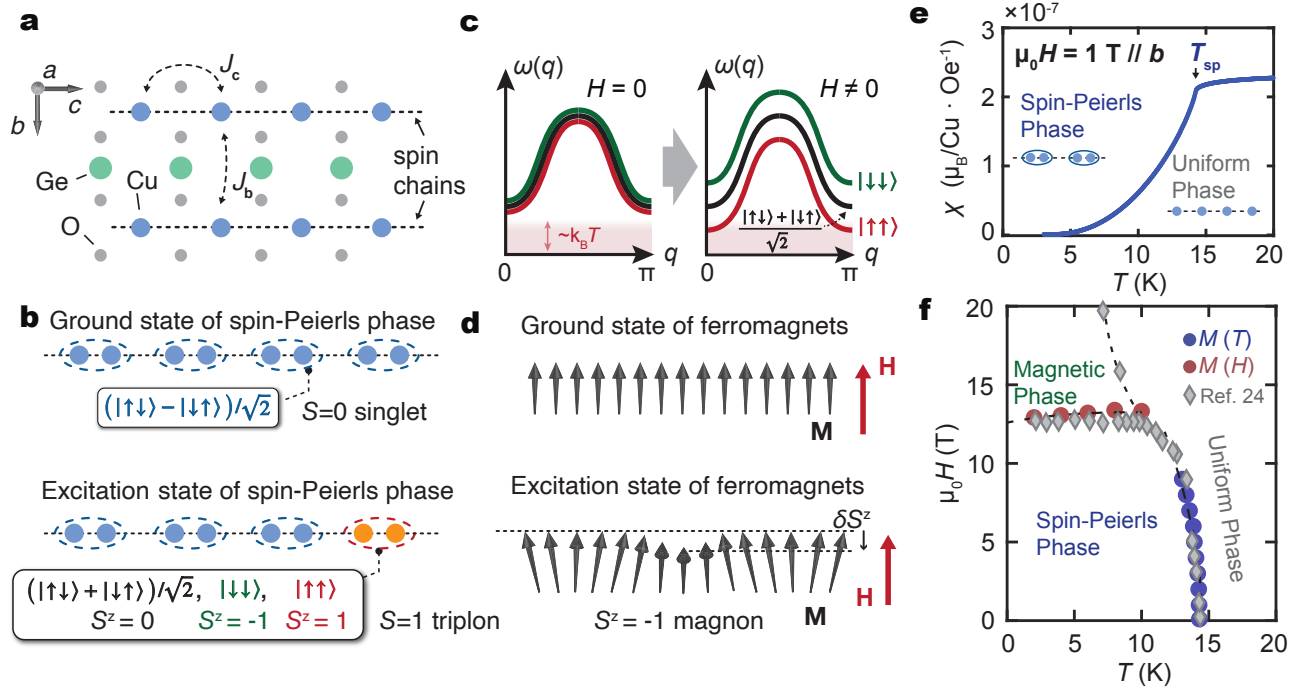 a
a
c
b
J_c
J_b
Ge
Cu
O
spin
chains
b
Ground state of spin-Peierls phase
(|↑↓⟩ − |↓↑⟩)/√2
S=0 singlet
Excitation state of spin-Peierls phase
(|↑↓⟩ + |↓↑⟩)/√2, |↓↓⟩, |↑↑⟩
S^z = 0 S^z = -1 S^z = 1
S=1 triplon
c
ω(q)
H = 0
~k_BT
0
π
q
ω(q)
H ≠ 0
|↓↓⟩
(|↑↓⟩ + |↓↑⟩)/√2
|↑↑⟩
0
π
q
d
Ground state of ferromagnets
H
M
Excitation state of ferromagnets
δS^z
H
S^z = -1 magnon
M
e
×10^-7
3
2
1
0
χ (μ_B/Cu · Oe^-1)
μ_0H = 1 T // b
T_sp
Spin-Peierls
Phase
Uniform
Phase
0 5 10 15 20
T (K)
f
20
15
10
5
0
μ_0H (T)
M (T)
M (H)
Ref. 24
Magnetic
Phase
Uniform Phase
Spin-Peierls
Phase
0 5 10 15 20
T (K)